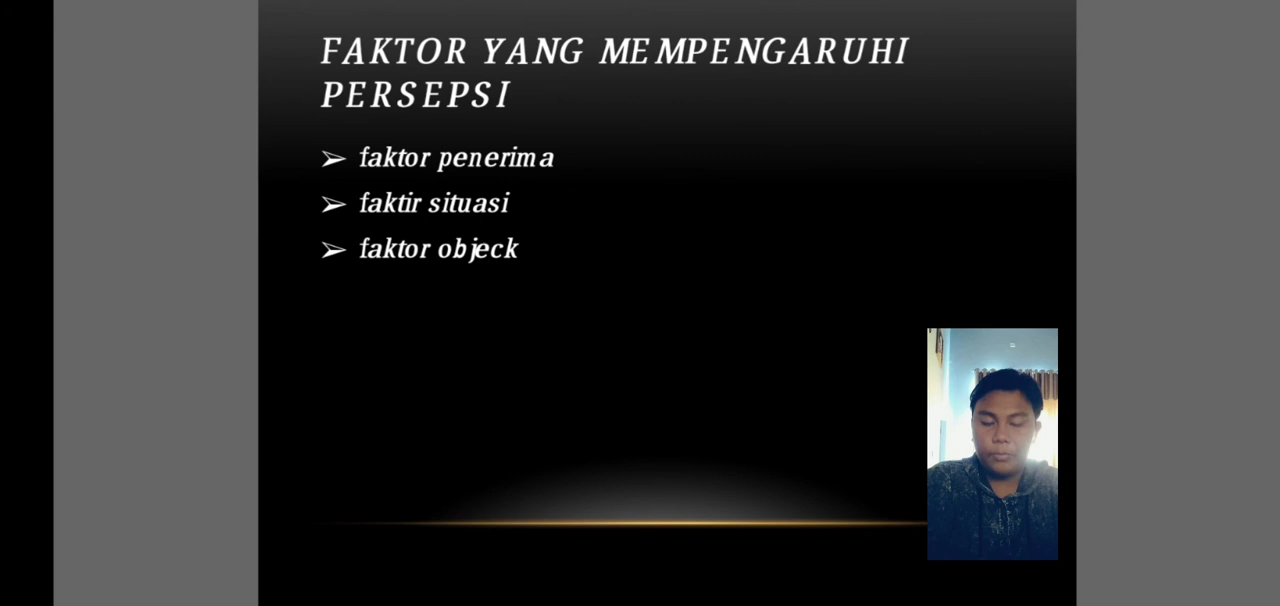 FAKTOR YANG MEMPENGARUHI
PERSEPSI
faktor penerima
faktir situasi
faktor objeck